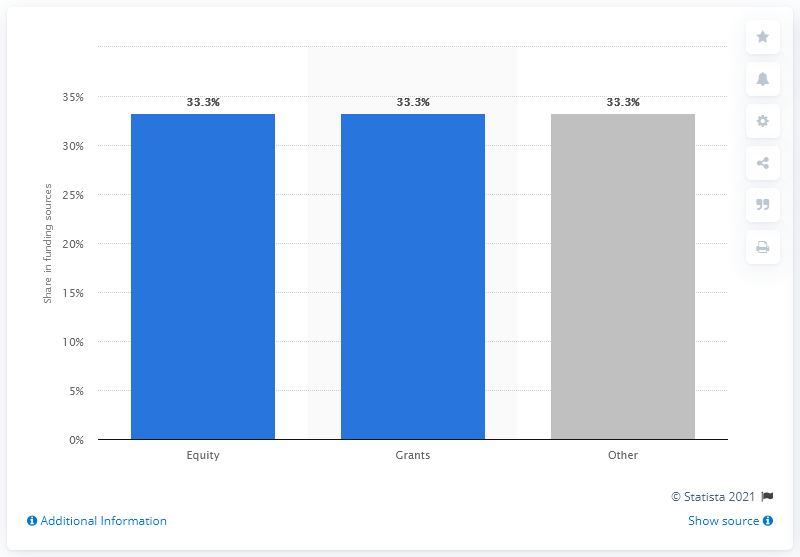 35%
30%
25%
20%
15%
10%
5%
0%
Share in funding sources
33.3% 33.3% 33.3%
Equity Grants Other
© Statista 2021
Additional Information Show source